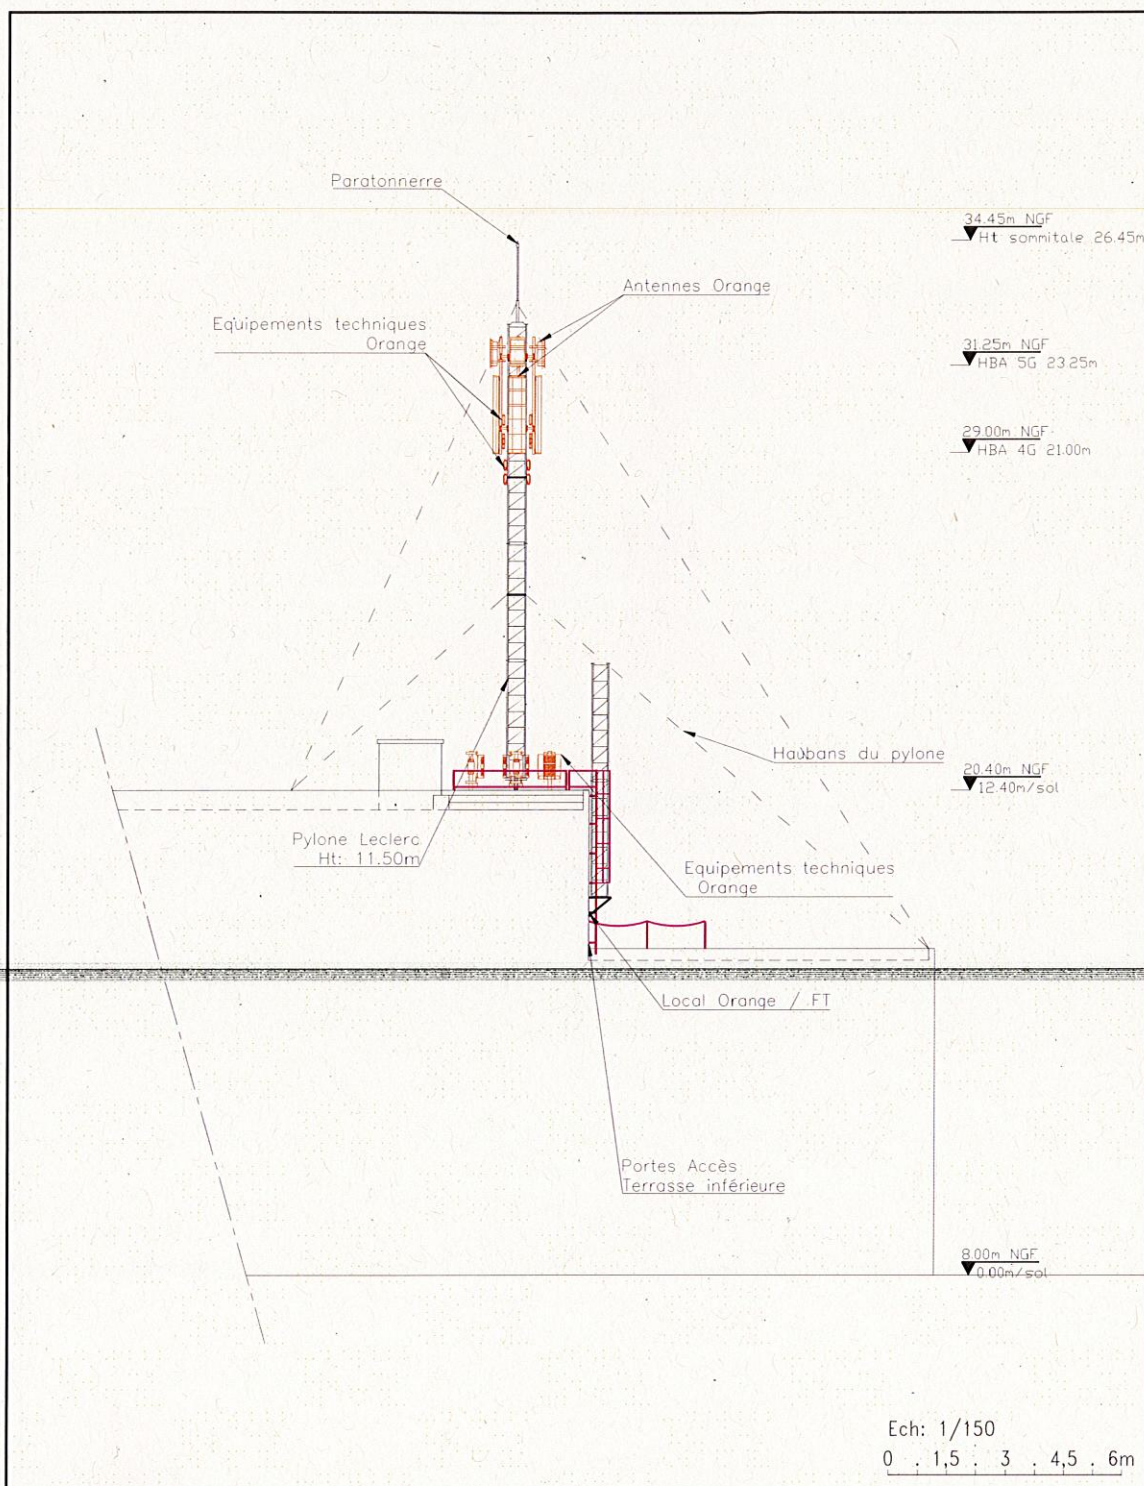 Paratonnerre
34.45m NGF
Ht sommitale 26.45m
Antennes Orange
Equipements techniques
Orange
31.25m NGF
HBA 5G 23.25m
29.00m NGF
HBA 4G 21.00m
Haubans du pylone
20.40m NGF
12.40m/sol
Pylone Leclerc
Ht: 11.50m
Equipements techniques
Orange
Local Orange / FT
Portes Accès
Terrasse inférieure
8.00m NGF
0.00m/sol
Ech: 1/150
0 . 1,5 . 3 . 4,5 . 6m